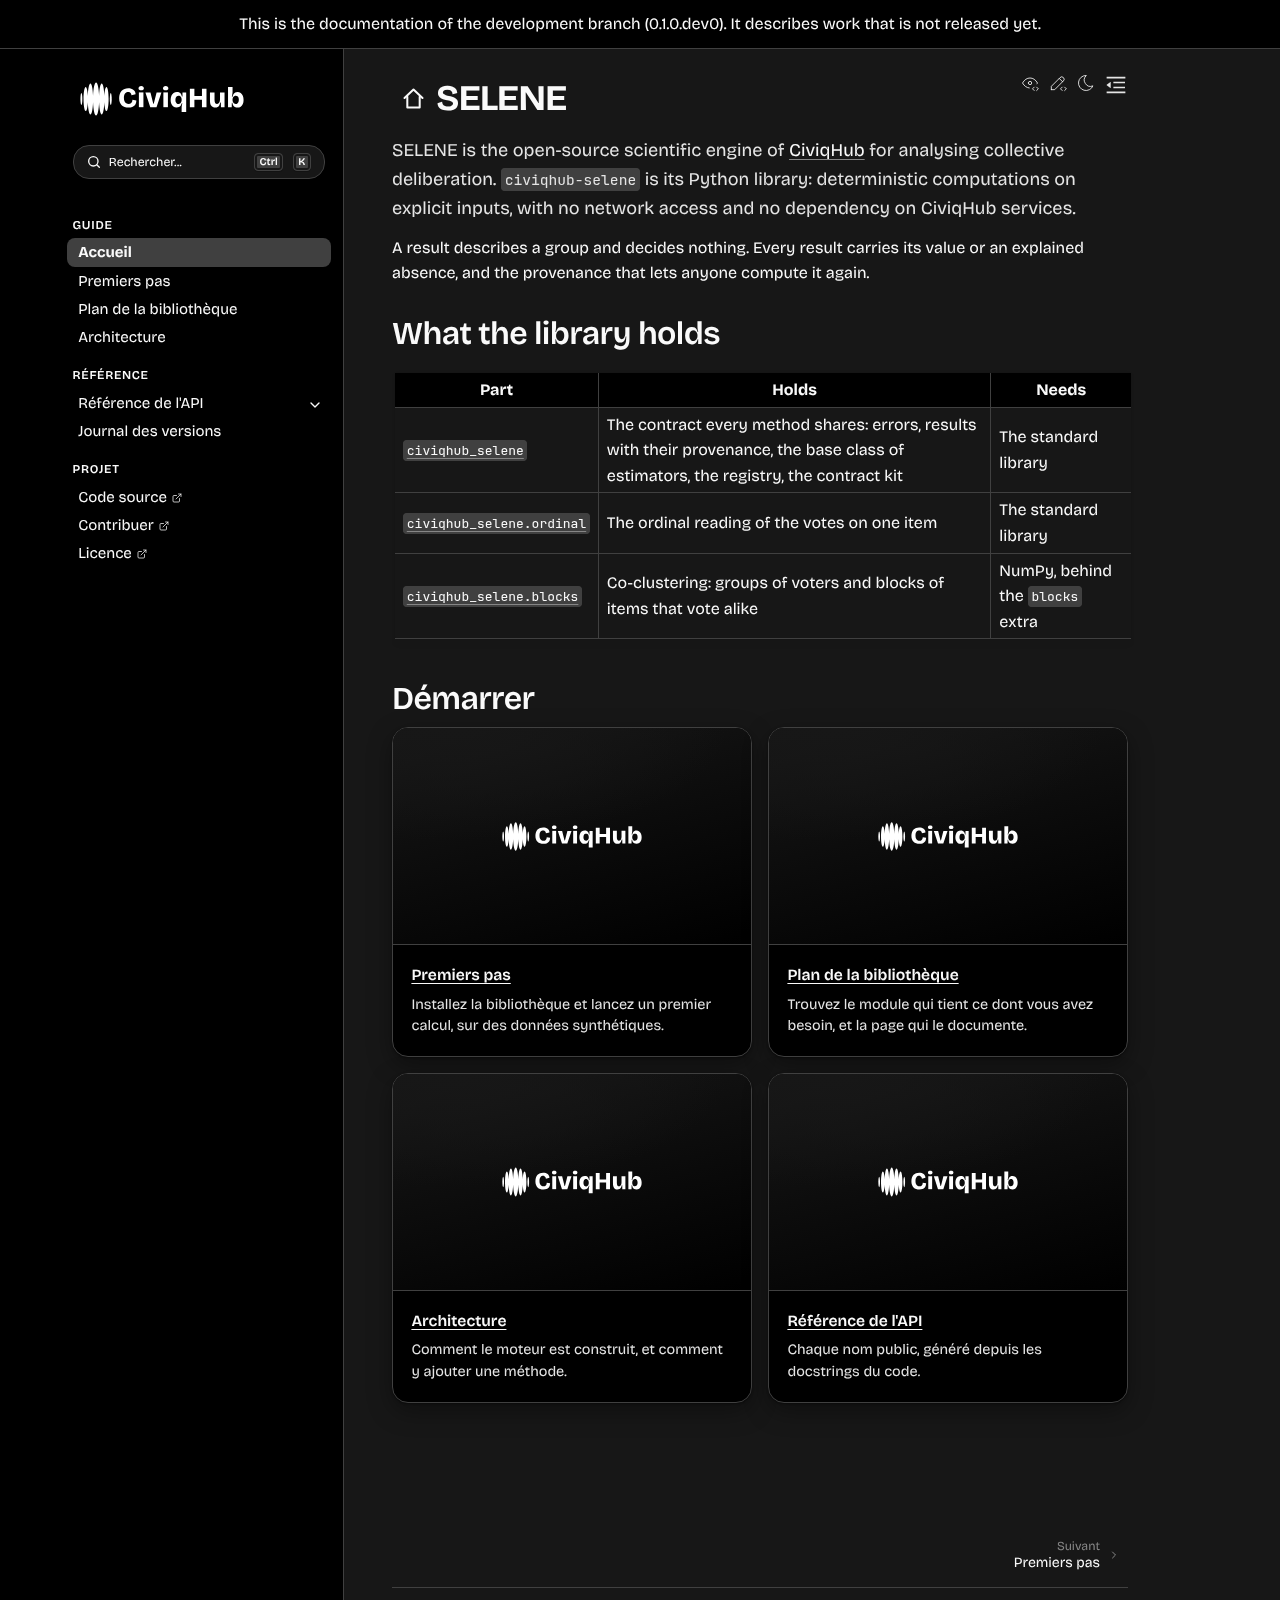 This is the documentation of the development branch (0.1.0.dev0). It describes work that is not released yet.
CiviqHub
Rechercher...
Ctrl K
GUIDE
Accueil
Premiers pas
Plan de la bibliothèque
Architecture
RÉFÉRENCE
Référence de l'API
Journal des versions
PROJET
Code source
Contribuer
Licence
SELENE
SELENE is the open-source scientific engine of CiviqHub for analysing collective
deliberation. civiqhub-selene is its Python library: deterministic computations on
explicit inputs, with no network access and no dependency on CiviqHub services.
A result describes a group and decides nothing. Every result carries its value or an explained
absence, and the provenance that lets anyone compute it again.
What the library holds
Part Holds Needs
civiqhub_selene
The contract every method shares: errors, results
with their provenance, the base class of
estimators, the registry, the contract kit
The standard
library
civiqhub_selene.ordinal
The ordinal reading of the votes on one item
The standard
library
civiqhub_selene.blocks
Co-clustering: groups of voters and blocks of
items that vote alike
NumPy, behind
the blocks
extra
Démarrer
CiviqHub
Premiers pas
Installez la bibliothèque et lancez un premier
calcul, sur des données synthétiques.
CiviqHub
Plan de la bibliothèque
Trouvez le module qui tient ce dont vous avez
besoin, et la page qui le documente.
CiviqHub
Architecture
Comment le moteur est construit, et comment
y ajouter une méthode.
CiviqHub
Référence de l'API
Chaque nom public, généré depuis les
docstrings du code.
Suivant
Premiers pas